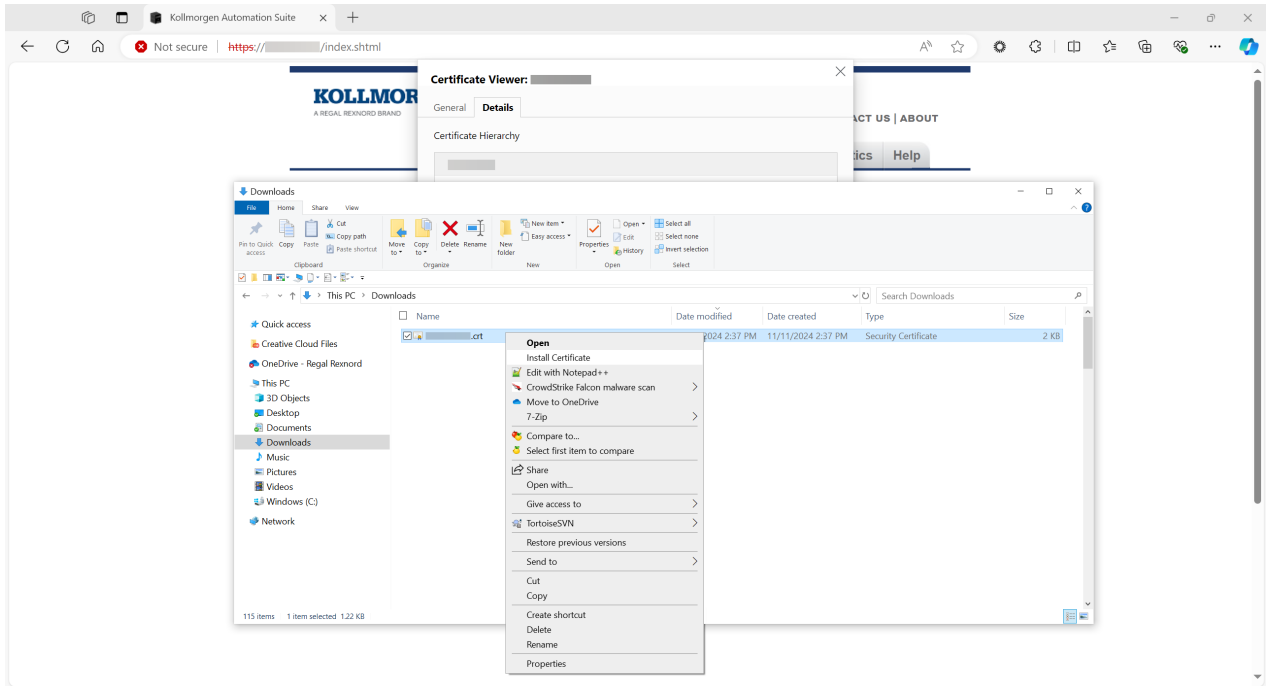 Kollmorgen Automation Suite
Not secure https:// /index.shtml
KOLLMOR
A REGAL REXNORD BRAND
ACT US | ABOUT
tics Help
Certificate Viewer:
General Details
Certificate Hierarchy
Downloads
File Home Share View
Pin to Quick access
Copy
Paste
Cut
Copy path
Paste shortcut
Clipboard
Move to
Copy to
Delete
Rename
Organize
New folder
New item
Easy access
New
Properties
Open
Edit
History
Open
Select all
Select none
Invert selection
Select
This PC > Downloads
Search Downloads
Quick access
Creative Cloud Files
OneDrive - Regal Rexnord
This PC
3D Objects
Desktop
Documents
Downloads
Music
Pictures
Videos
Windows (C:)
Network
Name Date modified Date created Type Size
.crt 2024 2:37 PM 11/11/2024 2:37 PM Security Certificate 2 KB
Open
Install Certificate
Edit with Notepad++
CrowdStrike Falcon malware scan
Move to OneDrive
7-Zip
Compare to...
Select first item to compare
Share
Open with...
Give access to
TortoiseSVN
Restore previous versions
Send to
Cut
Copy
Create shortcut
Delete
Rename
Properties
115 items 1 item selected 1.22 KB